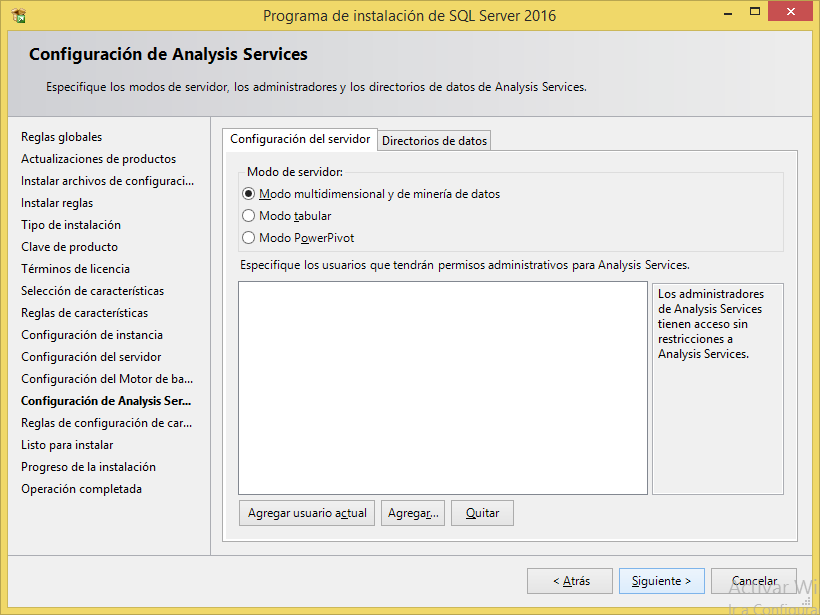 Programa de instalación de SQL Server 2016
Configuración de Analysis Services
Especifique los modos de servidor, los administradores y los directorios de datos de Analysis Services.
Reglas globales
Actualizaciones de productos
Instalar archivos de configuraci...
Instalar reglas
Tipo de instalación
Clave de producto
Términos de licencia
Selección de características
Reglas de características
Configuración de instancia
Configuración del servidor
Configuración del Motor de ba...
Configuración de Analysis Ser...
Reglas de configuración de car...
Listo para instalar
Progreso de la instalación
Operación completada
Configuración del servidor
Directorios de datos
Modo de servidor:
Modo multidimensional y de minería de datos
Modo tabular
Modo PowerPivot
Especifique los usuarios que tendrán permisos administrativos para Analysis Services.
Los administradores
de Analysis Services
tienen acceso sin
restricciones a
Analysis Services.
Agregar usuario actual
Agregar...
Quitar
< Atrás
Siguiente >
Cancelar
Activar Wi
Ir a Configura